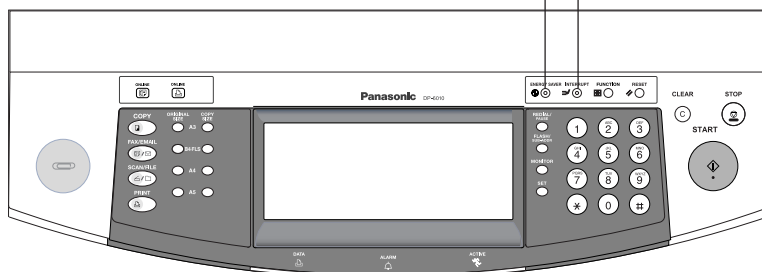 ONLINE
ONLINE
Panasonic DP-6010
ENERGY SAVER INTERRUPT FUNCTION RESET
CLEAR
STOP
C
START
COPY
ORIGINAL SIZE
COPY SIZE
A3
FAX/EMAIL
B4-FLS
SCAN/FILE
A4
PRINT
A5
REDIAL/
PAUSE
FLASH/
SUB-ADDR
MONITOR
SET
1
ABC
2
DEF
3
GHI
4
JKL
5
MNO
6
PQRS
7
TUV
8
WXYZ
9
0
#
DATA
ALARM
ACTIVE